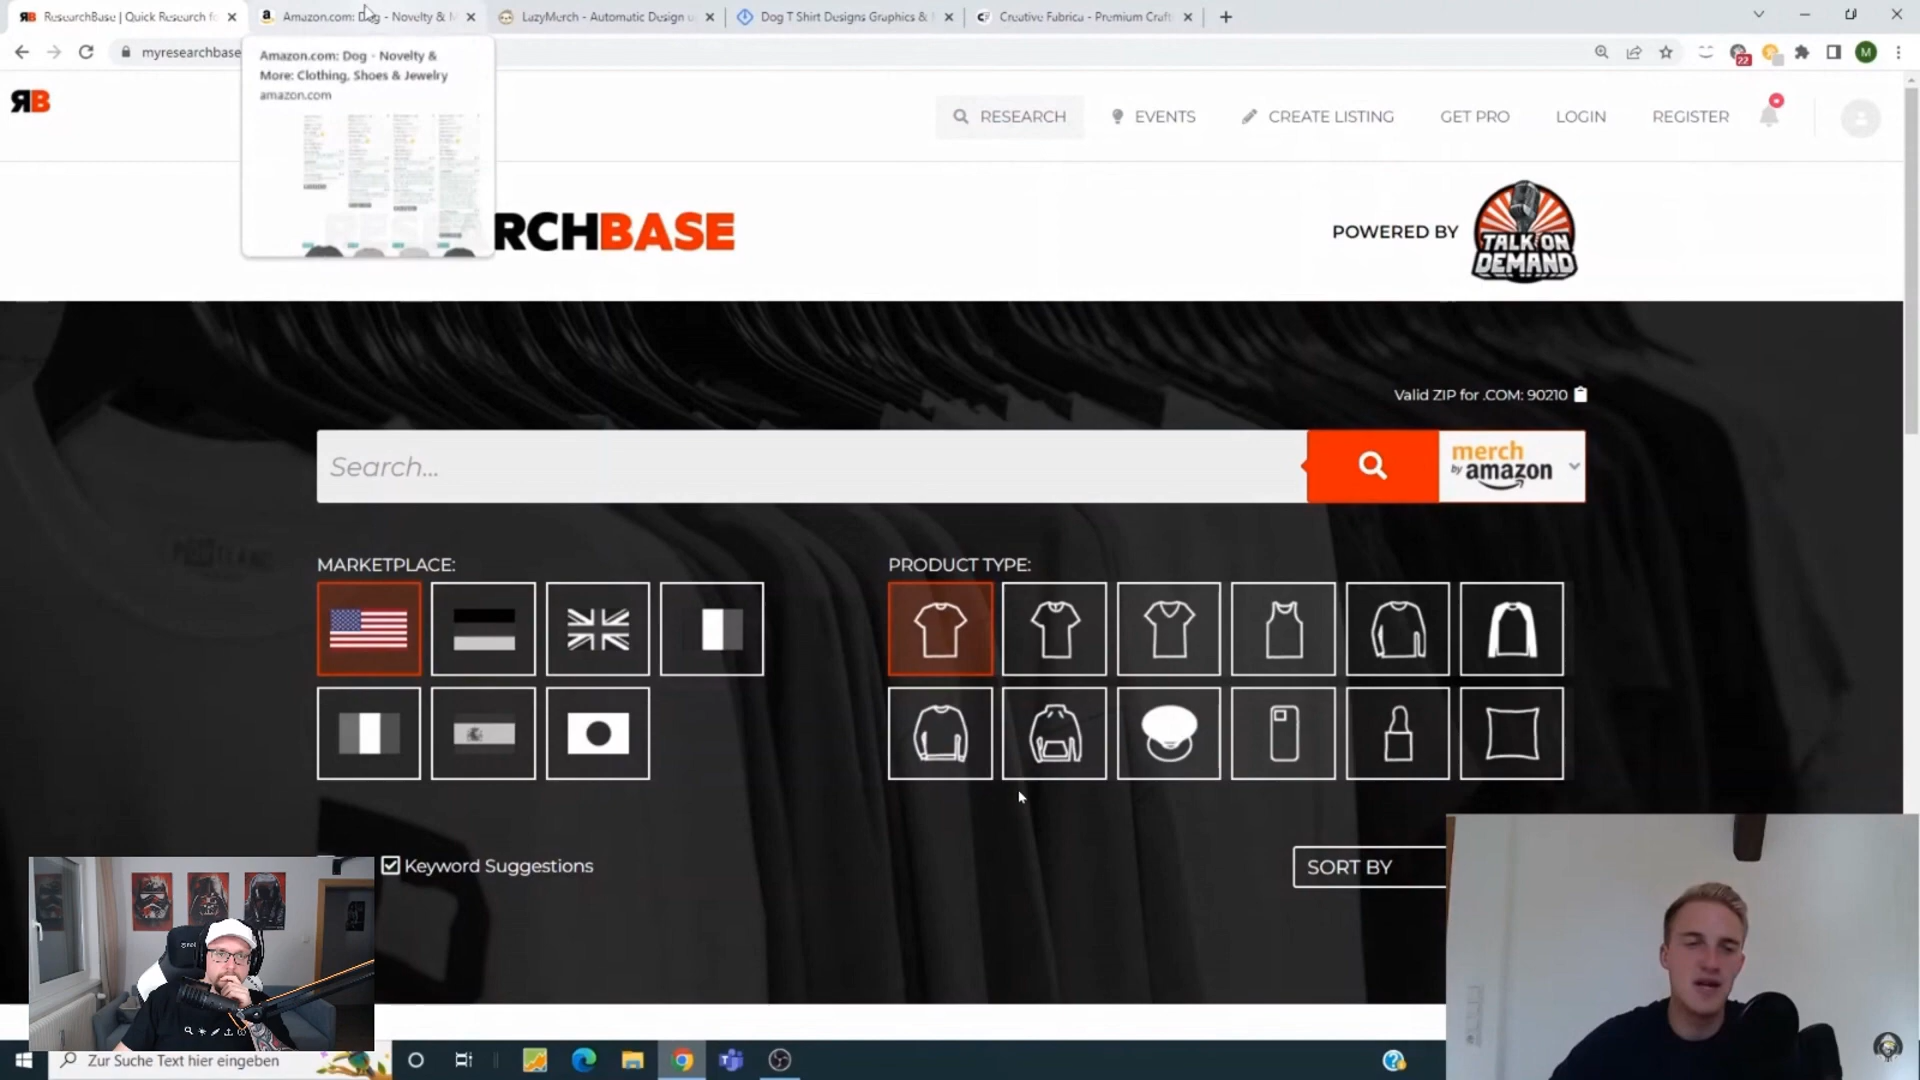 ResearchBase | Quick Research fo
Amazon.com: Dog - Novelty & M
LazyMerch - Automatic Design u
Dog T Shirt Designs Graphics &
Creative Fabrica - Premium Craft
myresearchbase
22
M
Amazon.com: Dog - Novelty &
More: Clothing, Shoes & Jewelry
amazon.com
RB
RESEARCH
EVENTS
CREATE LISTING
GET PRO
LOGIN
REGISTER
RCHBASE
POWERED BY
TALK ON
DEMAND
Valid ZIP for .COM: 90210
Search...
merch
by amazon
MARKETPLACE:
PRODUCT TYPE:
Keyword Suggestions
SORT BY
Zur Suche Text hier eingeben